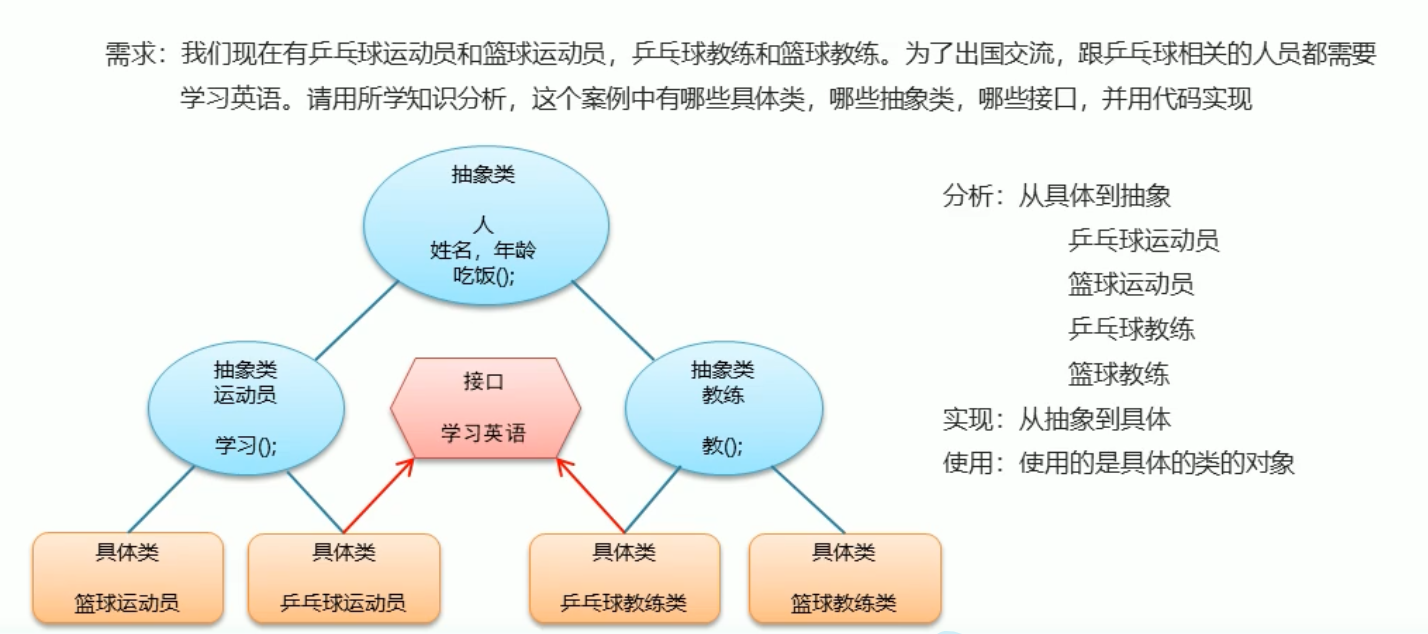 需求：我们现在有乒乓球运动员和篮球运动员，乒乓球教练和篮球教练。为了出国交流，跟乒乓球相关的人员都需要
学习英语。请用所学知识分析，这个案例中有哪些具体类，哪些抽象类，哪些接口，并用代码实现
抽象类
人
姓名，年龄
吃饭();
抽象类
运动员
学习();
接口
学习英语
抽象类
教练
教();
具体类
篮球运动员
具体类
乒乓球运动员
具体类
乒乓球教练类
具体类
篮球教练类
分析：从具体到抽象
乒乓球运动员
篮球运动员
乒乓球教练
篮球教练
实现：从抽象到具体
使用：使用的是具体的类的对象